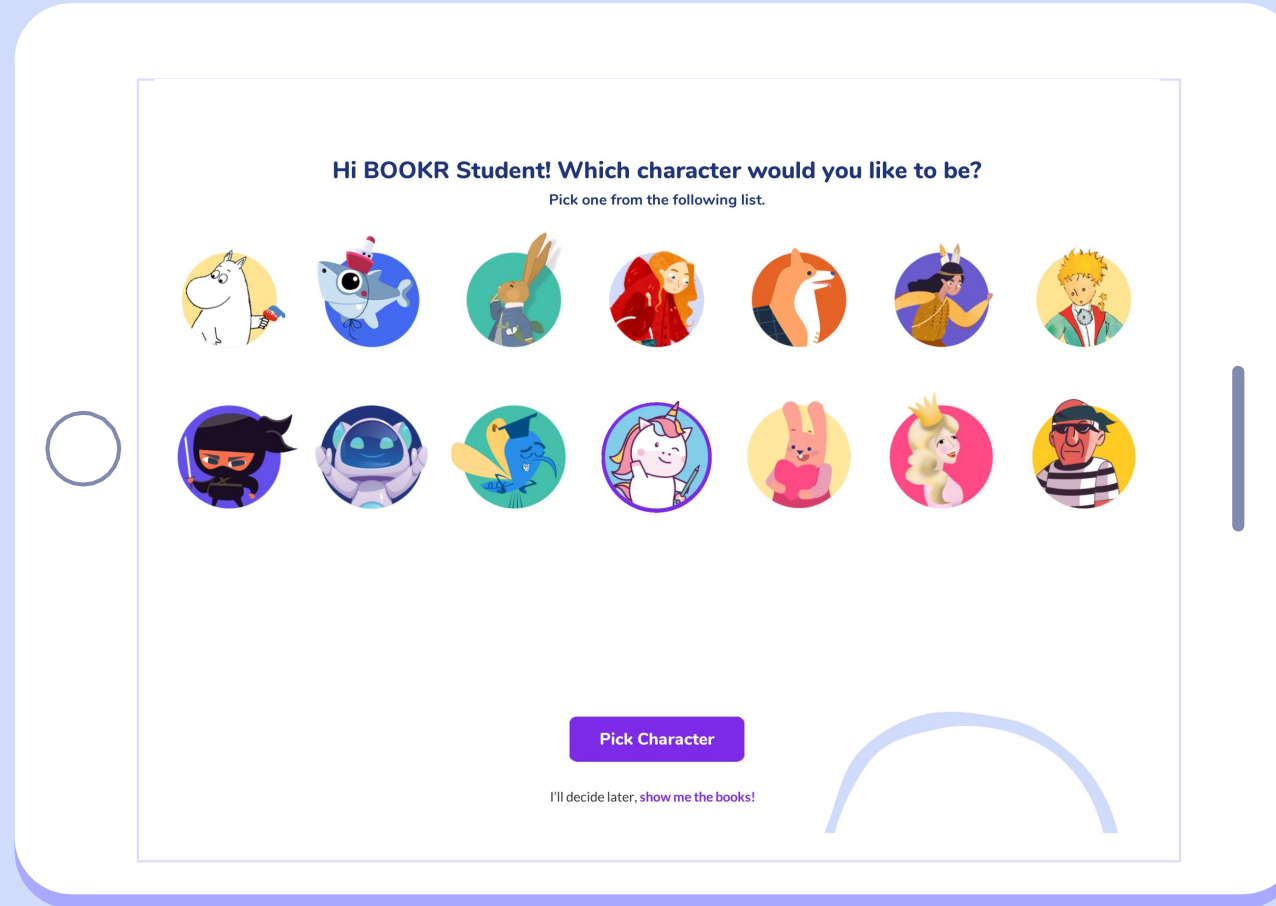 Hi BOOKR Student! Which character would you like to be?
Pick one from the following list.
Pick Character
I'll decide later, show me the books!